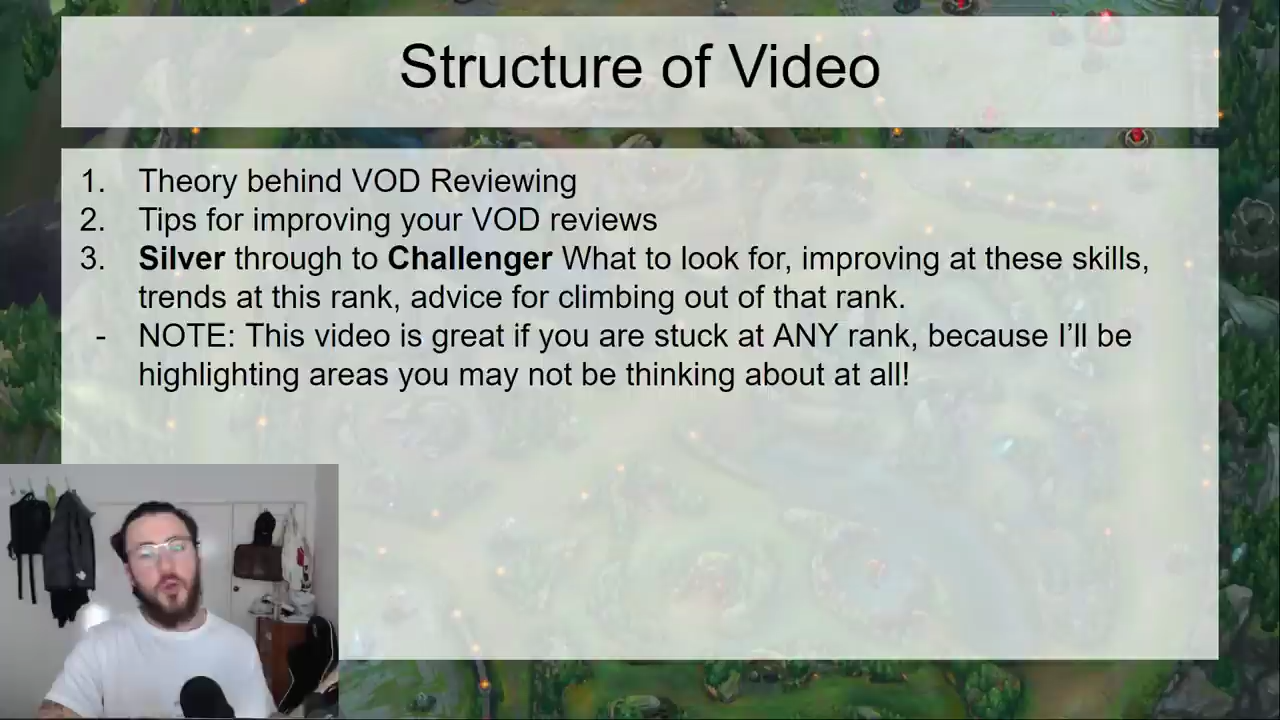 Structure of Video
1. Theory behind VOD Reviewing
2. Tips for improving your VOD reviews
3. Silver through to Challenger What to look for, improving at these skills,
trends at this rank, advice for climbing out of that rank.
- NOTE: This video is great if you are stuck at ANY rank, because I’ll be
highlighting areas you may not be thinking about at all!